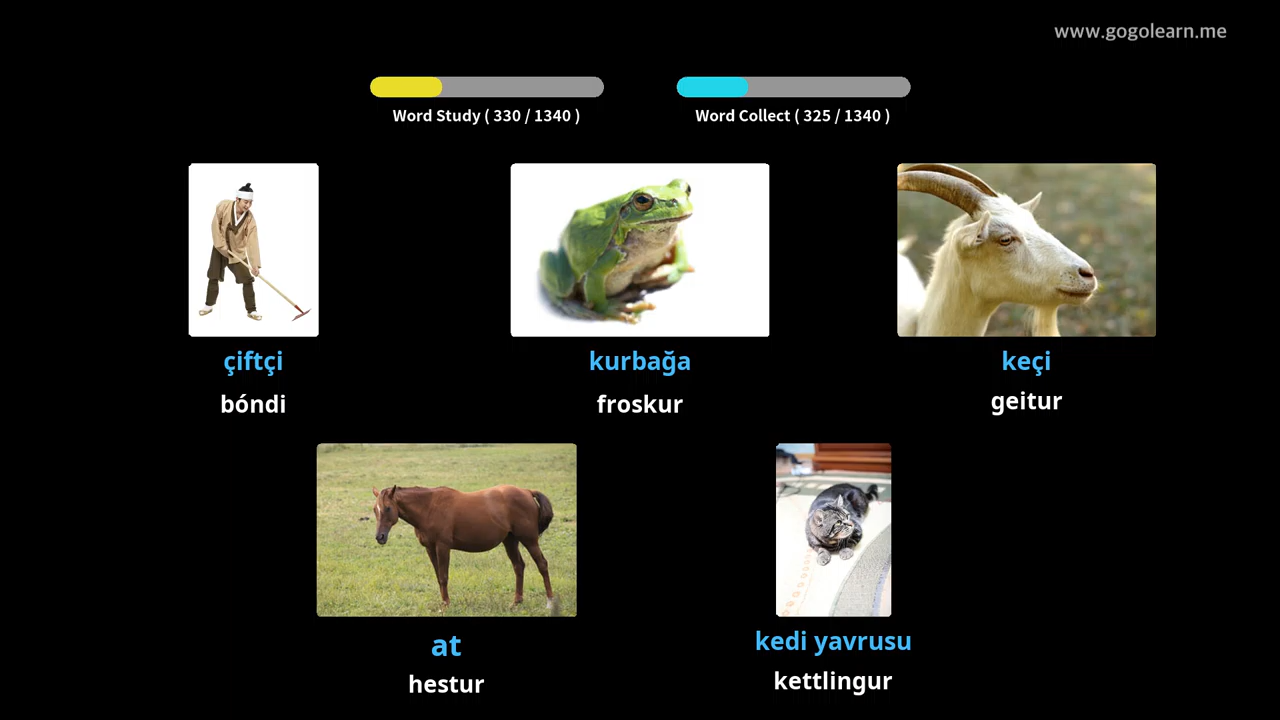 www.gogolearn.me
Word Study ( 330 / 1340 )
Word Collect ( 325 / 1340 )
çiftçi
kurbağa
keçi
bóndi
froskur
geitur
at
kedi yavrusu
hestur
kettlingur